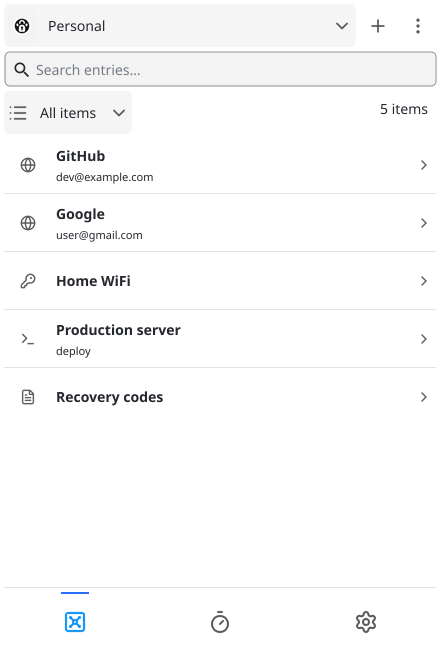 Personal
Search entries...
All items
5 items
GitHub
dev@example.com
Google
user@gmail.com
Home WiFi
Production server
deploy
Recovery codes